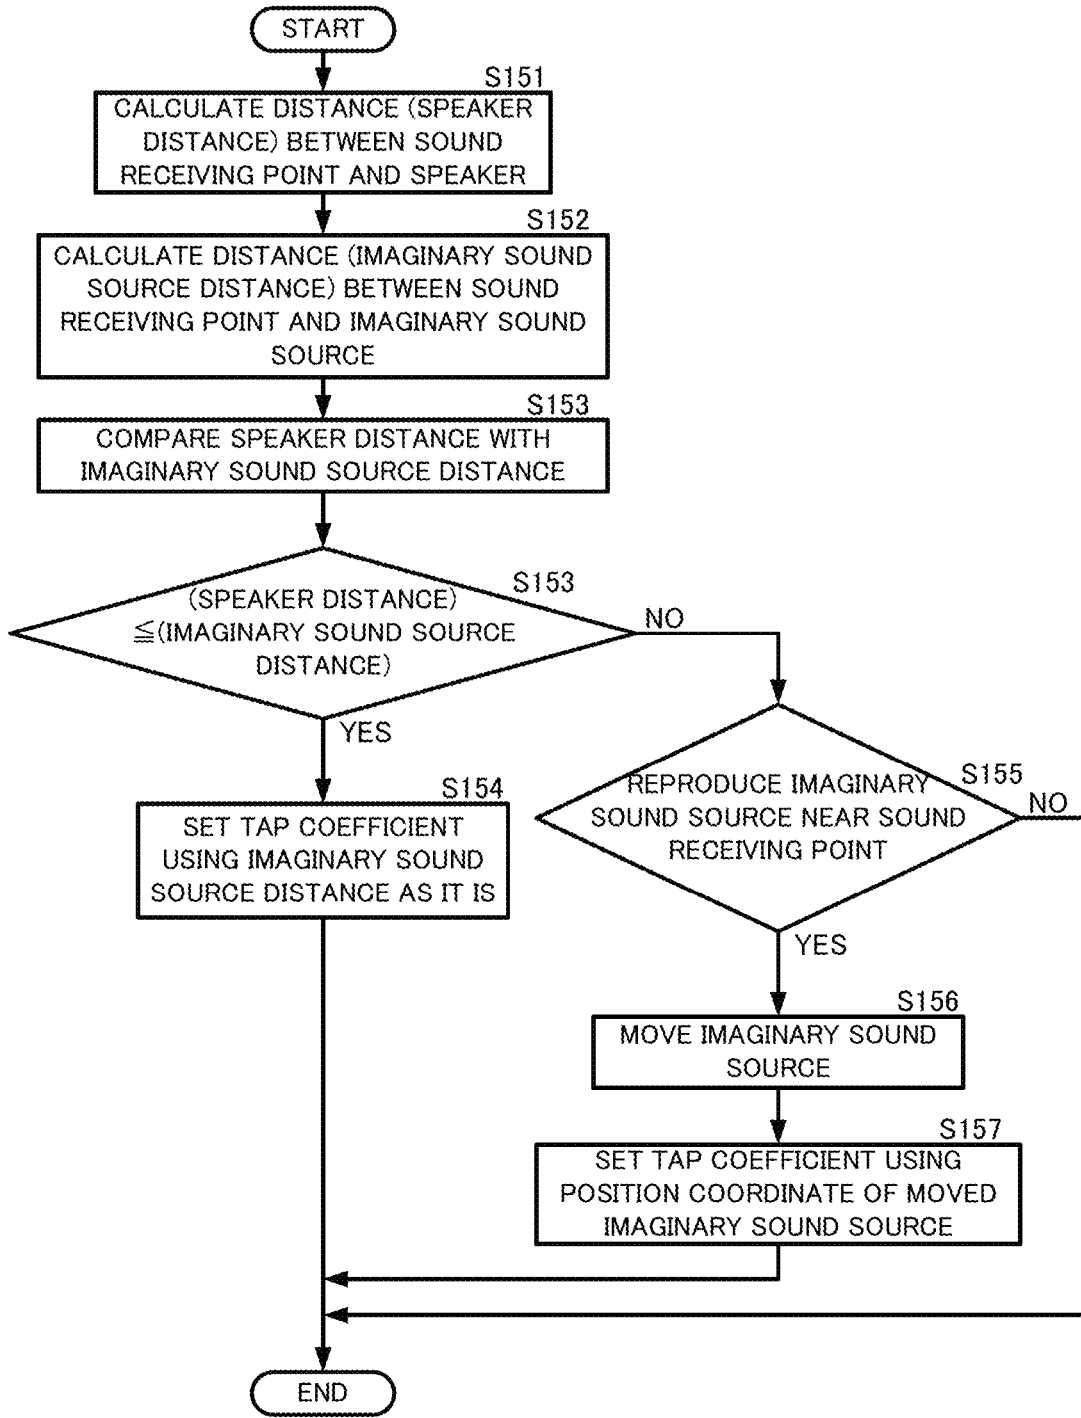 START
S151
CALCULATE DISTANCE (SPEAKER
DISTANCE) BETWEEN SOUND
RECEIVING POINT AND SPEAKER
S152
CALCULATE DISTANCE (IMAGINARY SOUND
SOURCE DISTANCE) BETWEEN SOUND
RECEIVING POINT AND IMAGINARY SOUND
SOURCE
S153
COMPARE SPEAKER DISTANCE WITH
IMAGINARY SOUND SOURCE DISTANCE
S153
(SPEAKER DISTANCE)
≦(IMAGINARY SOUND SOURCE
DISTANCE)
NO
YES
S154
SET TAP COEFFICIENT
USING IMAGINARY SOUND
SOURCE DISTANCE AS IT IS
S155
REPRODUCE IMAGINARY
SOUND SOURCE NEAR SOUND
RECEIVING POINT
NO
YES
S156
MOVE IMAGINARY SOUND
SOURCE
S157
SET TAP COEFFICIENT USING
POSITION COORDINATE OF MOVED
IMAGINARY SOUND SOURCE
END